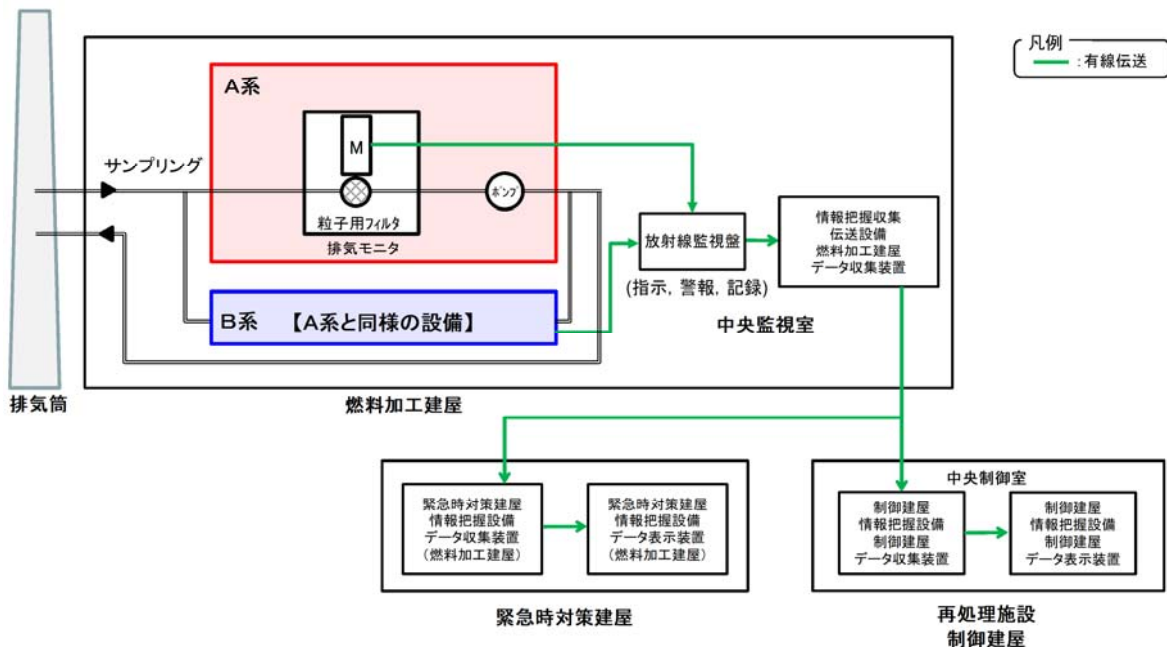 凡例
:有線伝送
A系
M
サンプリング
ポンプ
粒子用フィルタ
排気モニタ
放射線監視盤
(指示, 警報, 記録)
情報把握収集
伝送設備
燃料加工建屋
データ収集装置
中央監視室
B系 【A系と同様の設備】
排気筒
燃料加工建屋
緊急時対策建屋
情報把握設備
データ収集装置
(燃料加工建屋)
緊急時対策建屋
情報把握設備
データ表示装置
(燃料加工建屋)
緊急時対策建屋
中央制御室
制御建屋
情報把握設備
制御建屋
データ収集装置
制御建屋
情報把握設備
制御建屋
データ表示装置
再処理施設
制御建屋